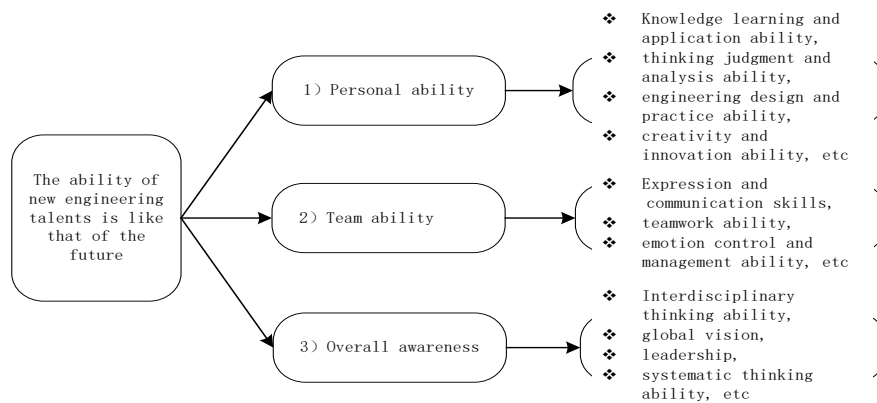 The ability of
new engineering
talents is like
that of the
future
1）Personal ability
❖ Knowledge learning and
application ability,
❖ thinking judgment and
analysis ability,
❖ engineering design and
practice ability,
❖ creativity and
innovation ability, etc
2）Team ability
❖ Expression and
communication skills,
❖ teamwork ability,
❖ emotion control and
management ability, etc
3）Overall awareness
❖ Interdisciplinary
thinking ability,
❖ global vision,
❖ leadership,
❖ systematic thinking
ability, etc